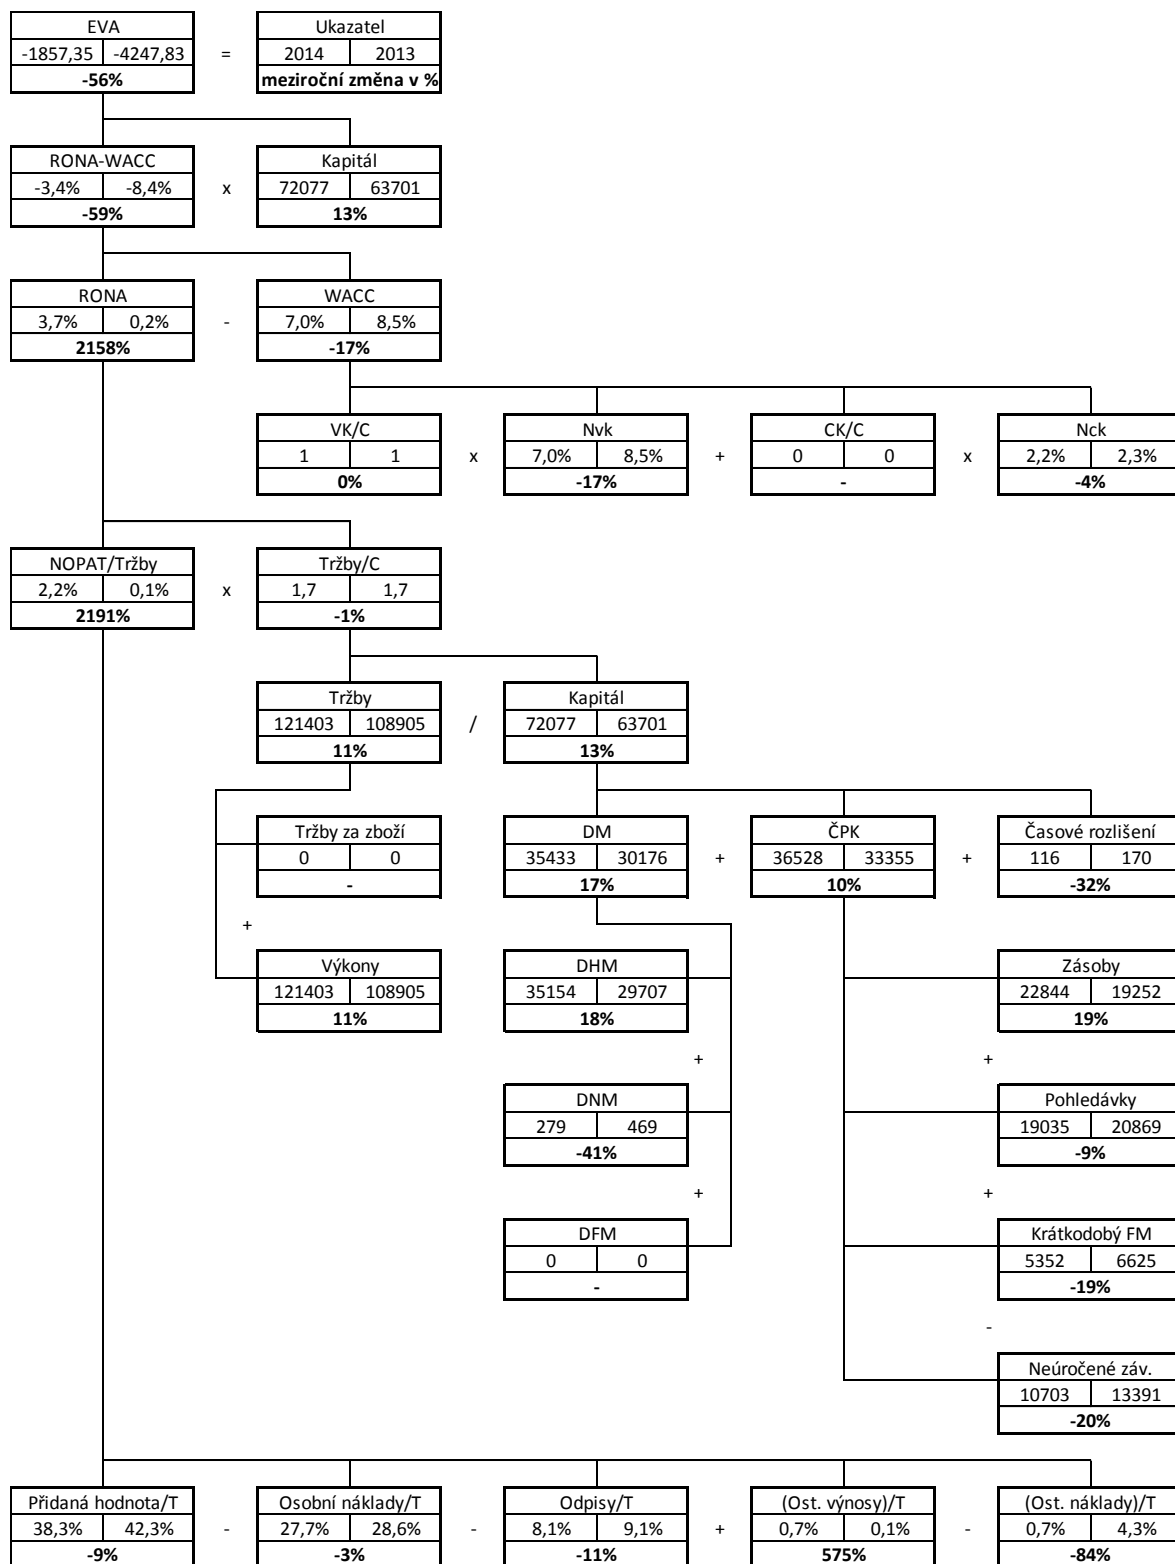 EVA Ukazatel
-1857,35 -4247,83 = 2014 2013
-56% meziroční změna v %
RONA-WACC Kapitál
-3,4% -8,4% x 72077 63701
-59% 13%
RONA WACC
3,7% 0,2% - 7,0% 8,5%
2158% -17%
VK/C Nvk CK/C Nck
1 1 x 7,0% 8,5% + 0 0 x 2,2% 2,3%
0% -17% - -4%
NOPAT/Tržby Tržby/C
2,2% 0,1% x 1,7 1,7
2191% -1%
Tržby Kapitál
121403 108905 / 72077 63701
11% 13%
Tržby za zboží DM ČPK Časové rozlišení
0 0 35433 30176 + 36528 33355 + 116 170
- 17% 10% -32%
+
Výkony DHM Zásoby
121403 108905 35154 29707 22844 19252
11% 18% 19%
+ +
DNM Pohledávky
279 469 19035 20869
-41% -9%
+ +
DFM Krátkodobý FM
0 0 5352 6625
- -19%
-
Neúročené záv.
10703 13391
-20%
Přidaná hodnota/T Osobní náklady/T Odpisy/T (Ost. výnosy)/T (Ost. náklady)/T
38,3% 42,3% - 27,7% 28,6% - 8,1% 9,1% + 0,7% 0,1% - 0,7% 4,3%
-9% -3% -11% 575% -84%